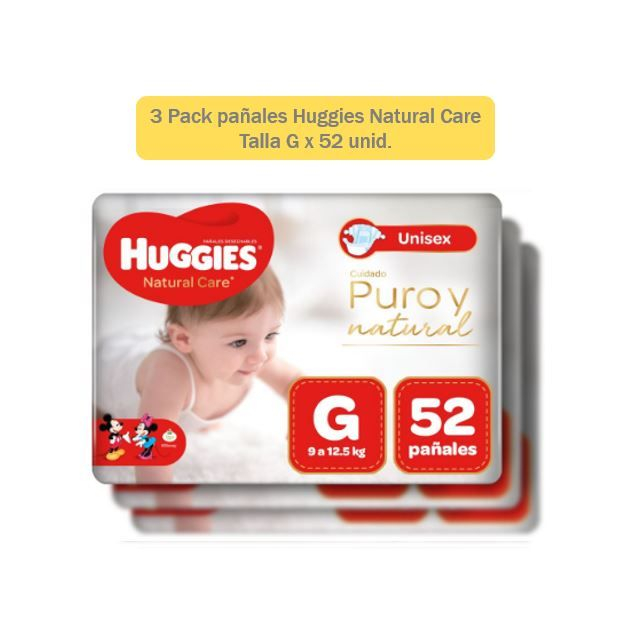 3 Pack pañales Huggies Natural Care
Talla G x 52 unid.
PAÑALES DESECHABLES
HUGGIES®
Natural Care*
Unisex
Cuidado
Puro y
natural
G
9 a 12.5 kg
52
pañales
©Disney